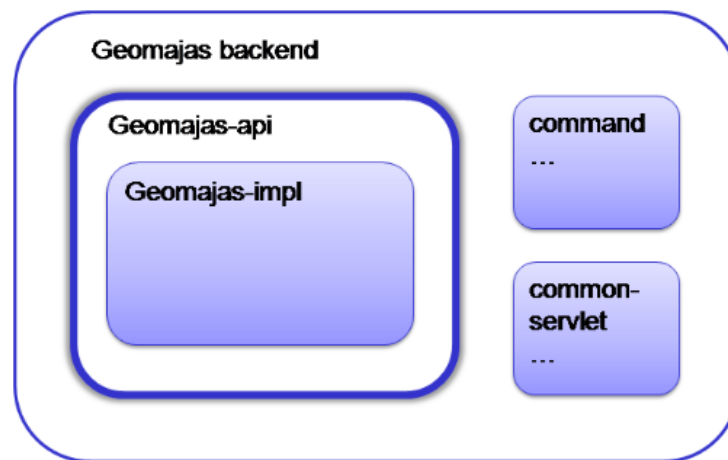 Geomajas backend
Geomajas-api
Geomajas-impl
command
...
common-
servlet
...